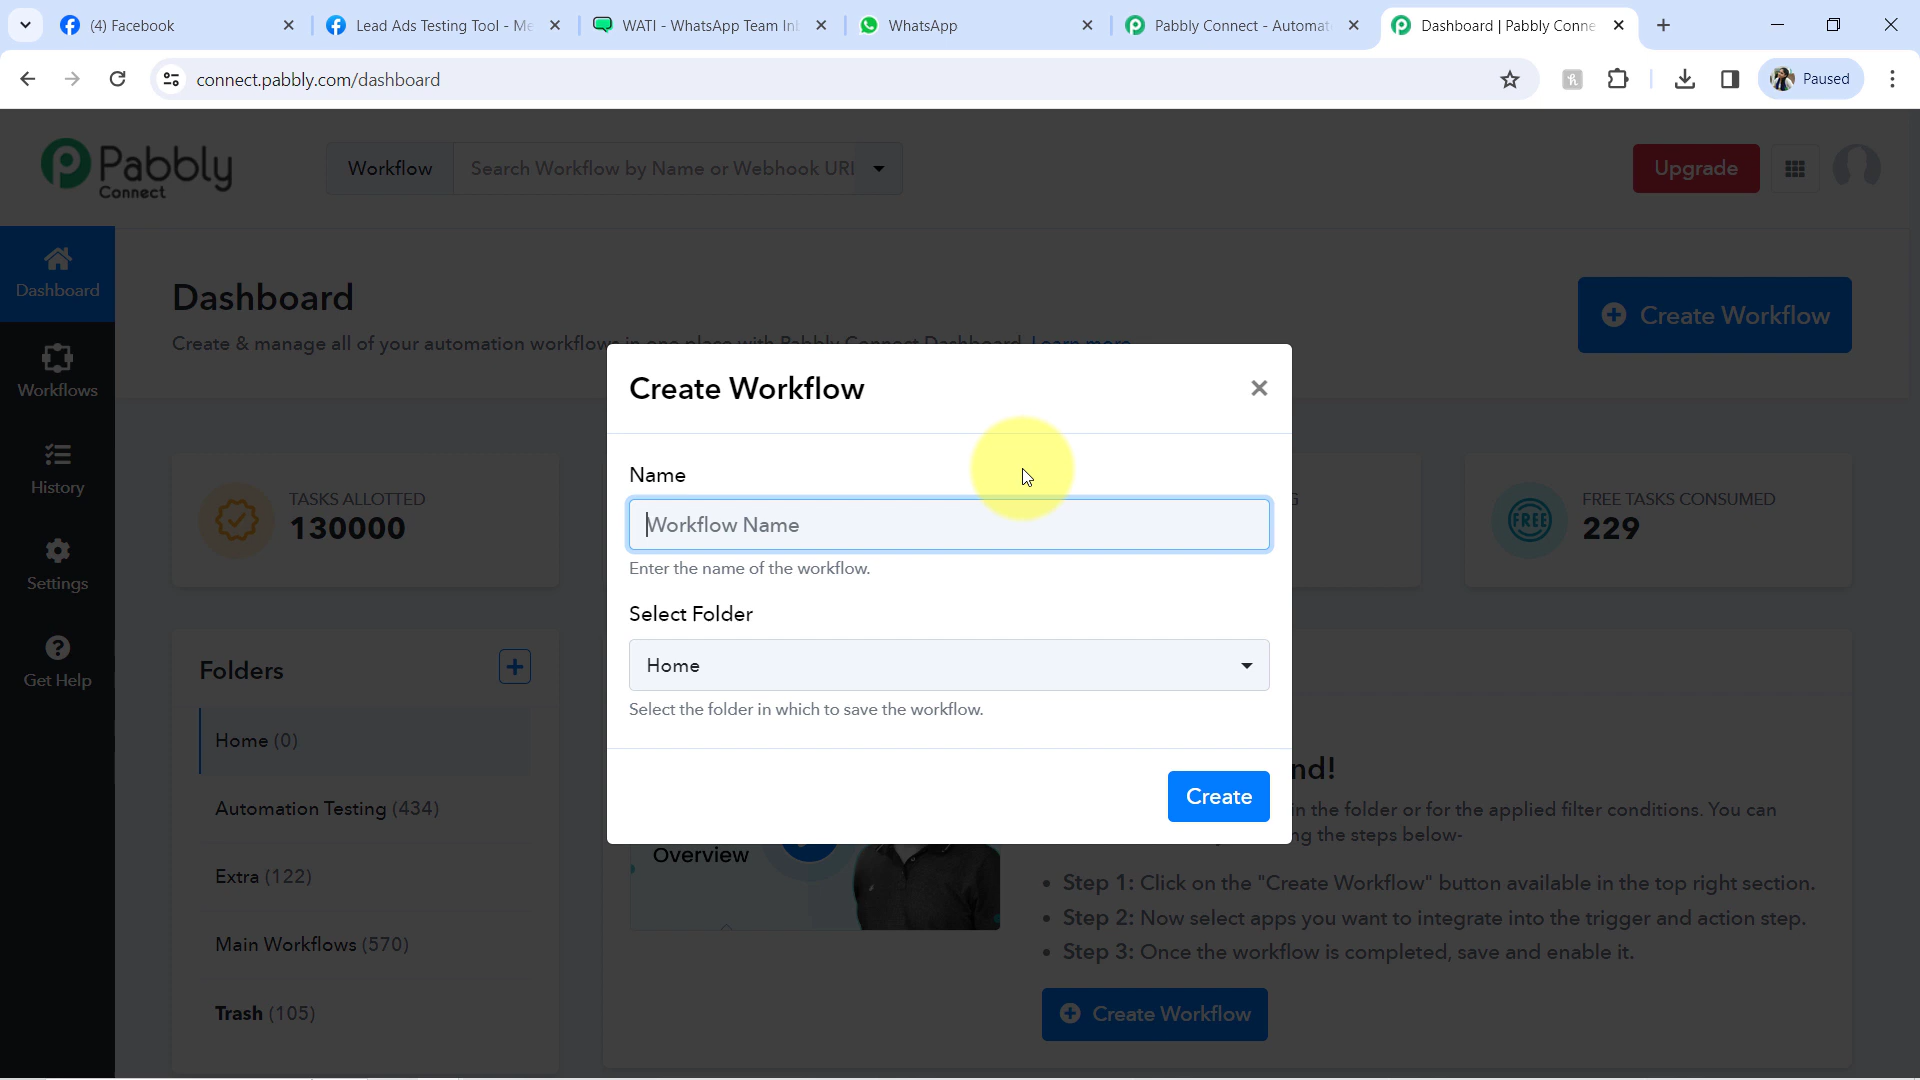 (4) Facebook
Lead Ads Testing Tool - Me
WATI - WhatsApp Team In
WhatsApp
Pabbly Connect - Automat
Dashboard | Pabbly Conne
connect.pabbly.com/dashboard
Paused
Pabbly
Connect
Workflow
Search Workflow by Name or Webhook URL
Upgrade
Dashboard
Workflows
History
Settings
Get Help
Dashboard
Create & manage all of your automation workflows in one place with Pabbly Connect Dashboard. Learn more
Create Workflow
TASKS ALLOTTED
130000
FREE TASKS CONSUMED
FREE
229
Create Workflow
Name
Workflow Name
Enter the name of the workflow.
Select Folder
Home
Select the folder in which to save the workflow.
Create
Folders
Home (0)
Automation Testing (434)
Extra (122)
Main Workflows (570)
Trash (105)
Overview
nd!
in the folder or for the applied filter conditions. You can
ng the steps below-
Step 1: Click on the "Create Workflow" button available in the top right section.
Step 2: Now select apps you want to integrate into the trigger and action step.
Step 3: Once the workflow is completed, save and enable it.
Create Workflow